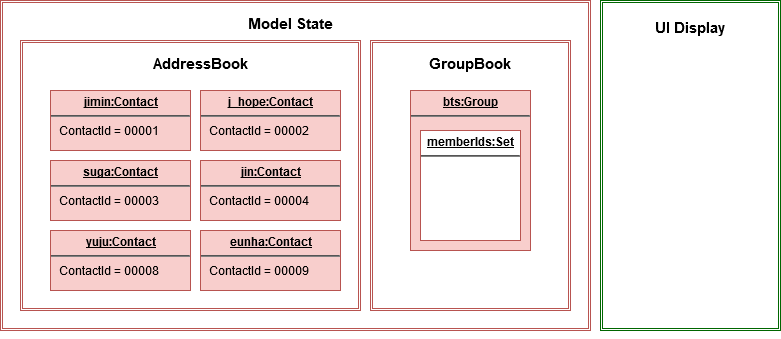 Model State
UI Display
AddressBook
GroupBook
jimin:Contact
ContactId = 00001
j_hope:Contact
ContactId = 00002
suga:Contact
ContactId = 00003
jin:Contact
ContactId = 00004
yuju:Contact
ContactId = 00008
eunha:Contact
ContactId = 00009
bts:Group
memberIds:Set